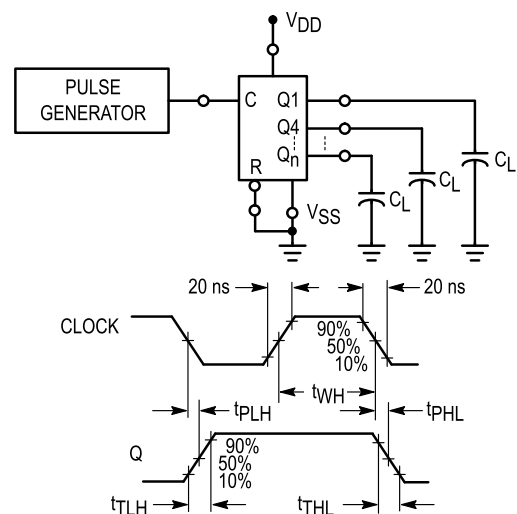 VDD
PULSE
GENERATOR
C
Q1
Q4
Qn
R
VSS
CL
CL
CL
20 ns
20 ns
CLOCK
90%
50%
10%
tWH
tPLH
tPHL
Q
90%
50%
10%
tTLH
tTHL